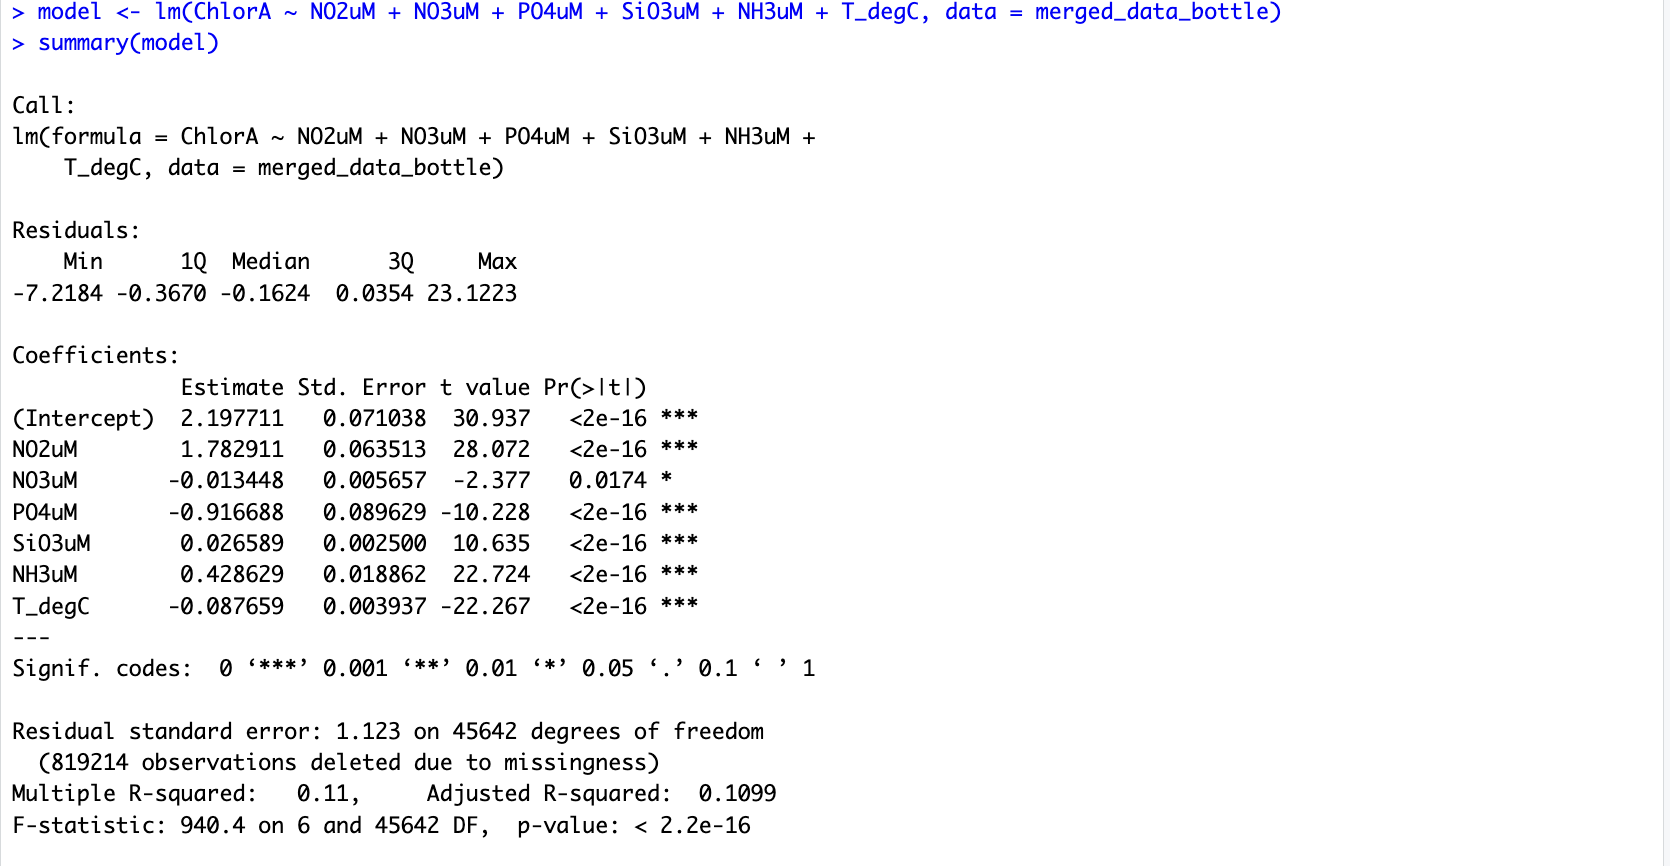 > model <- lm(ChlorA ~ NO2uM + NO3uM + PO4uM + SiO3uM + NH3uM + T_degC, data = merged_data_bottle)
> summary(model)

Call:
lm(formula = ChlorA ~ NO2uM + NO3uM + PO4uM + SiO3uM + NH3uM +
    T_degC, data = merged_data_bottle)

Residuals:
    Min      1Q  Median      3Q     Max
-7.2184 -0.3670 -0.1624  0.0354 23.1223

Coefficients:
             Estimate Std. Error t value Pr(>|t|)
(Intercept)  2.197711   0.071038  30.937   <2e-16 ***
NO2uM        1.782911   0.063513  28.072   <2e-16 ***
NO3uM       -0.013448   0.005657  -2.377   0.0174 *
PO4uM       -0.916688   0.089629 -10.228   <2e-16 ***
SiO3uM       0.026589   0.002500  10.635   <2e-16 ***
NH3uM        0.428629   0.018862  22.724   <2e-16 ***
T_degC      -0.087659   0.003937 -22.267   <2e-16 ***
---
Signif. codes:  0 ‘***’ 0.001 ‘**’ 0.01 ‘*’ 0.05 ‘.’ 0.1 ‘ ’ 1

Residual standard error: 1.123 on 45642 degrees of freedom
  (819214 observations deleted due to missingness)
Multiple R-squared:   0.11,     Adjusted R-squared:  0.1099
F-statistic: 940.4 on 6 and 45642 DF,  p-value: < 2.2e-16